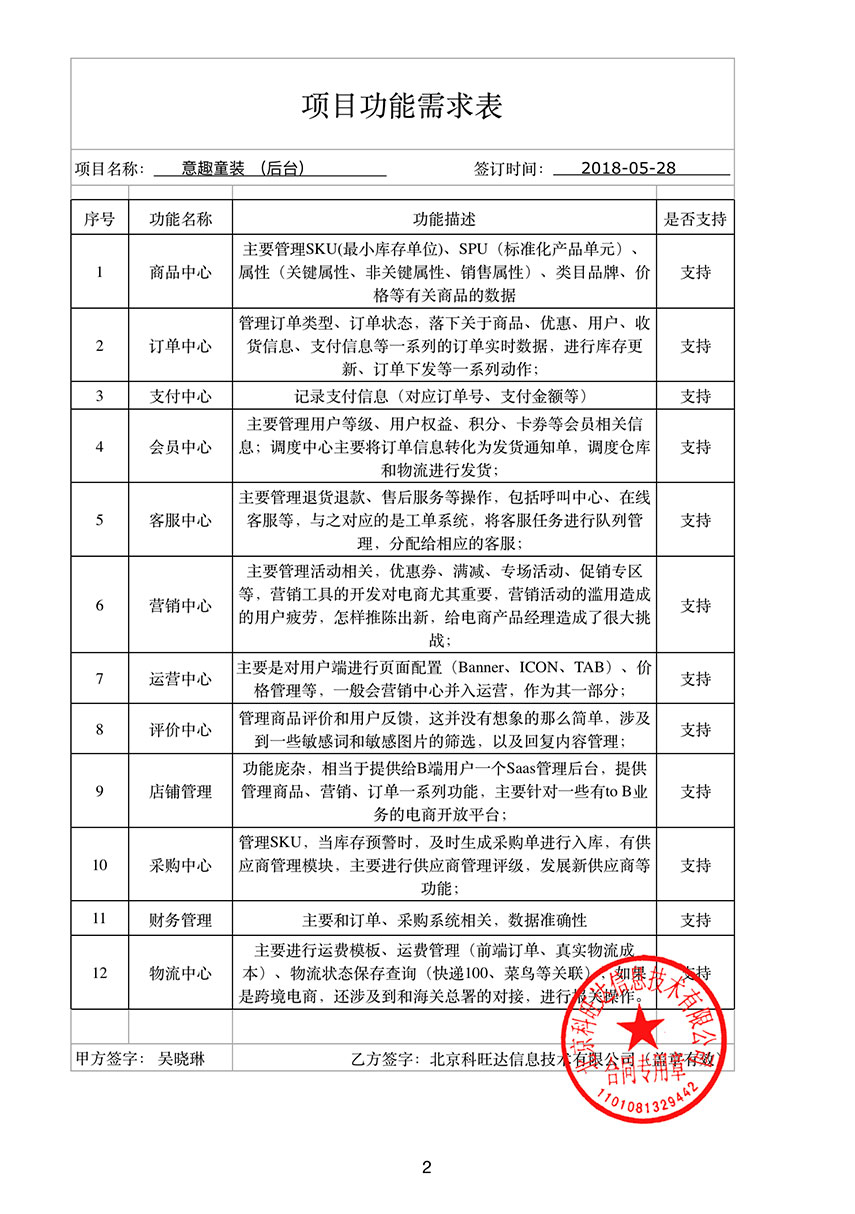 项目功能需求表
项目名称： 意趣童装 （后台） 签订时间： 2018-05-28
序号 功能名称 功能描述 是否支持
主要管理SKU(最小库存单位)、SPU（标准化产品单元）、
1 商品中心 属性（关键属性、非关键属性、销售属性）、类目品牌、价 支持
格等有关商品的数据
管理订单类型、订单状态，落下关于商品、优惠、用户、收
2 订单中心 货信息、支付信息等一系列的订单实时数据，进行库存更 支持
新、订单下发等一系列动作；
3 支付中心 记录支付信息（对应订单号、支付金额等） 支持
主要管理用户等级、用户权益、积分、卡券等会员相关信
4 会员中心 息；调度中心主要将订单信息转化为发货通知单，调度仓库 支持
和物流进行发货；
主要管理退货退款、售后服务等操作，包括呼叫中心、在线
5 客服中心 客服等，与之对应的是工单系统，将客服任务进行队列管 支持
理，分配给相应的客服；
主要管理活动相关，优惠券、满减、专场活动、促销专区
等，营销工具的开发对电商尤其重要，营销活动的滥用造成
6 营销中心 的用户疲劳，怎样推陈出新，给电商产品经理造成了很大挑 支持
战；
主要是对用户端进行页面配置（Banner、ICON、TAB）、价
7 运营中心 格管理等，一般会营销中心并入运营，作为其一部分； 支持
管理商品评价和用户反馈，这并没有想象的那么简单，涉及
8 评价中心 到一些敏感词和敏感图片的筛选，以及回复内容管理； 支持
功能庞杂，相当于提供给B端用户一个Saas管理后台，提供
9 店铺管理 管理商品、营销、订单一系列功能，主要针对一些有to B业 支持
务的电商开放平台；
管理SKU，当库存预警时，及时生成采购单进行入库，有供
10 采购中心 应商管理模块，主要进行供应商管理评级，发展新供应商等 支持
功能；
11 财务管理 主要和订单、采购系统相关，数据准确性 支持
主要进行运费模板、运费管理（前端订单、真实物流成
12 物流中心 本）、物流状态保存查询（快递100、菜鸟等关联），如果 支持
是跨境电商，还涉及到和海关总署的对接，进行报关操作。
甲方签字： 吴晓琳 乙方签字：北京科旺达信息技术有限公司（盖章有效）
北京科旺达信息技术有限公司
合同专用章
1101081329442
2